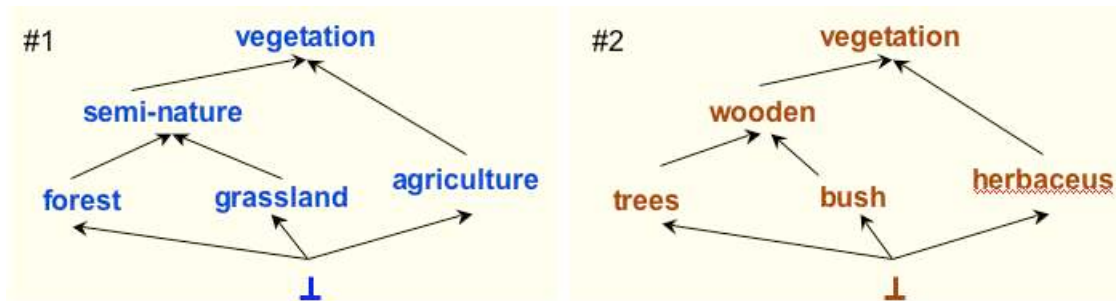 #1
vegetation
semi-nature
forest
grassland
agriculture
⊥
#2
vegetation
wooden
trees
bush
herbaceus
⊥